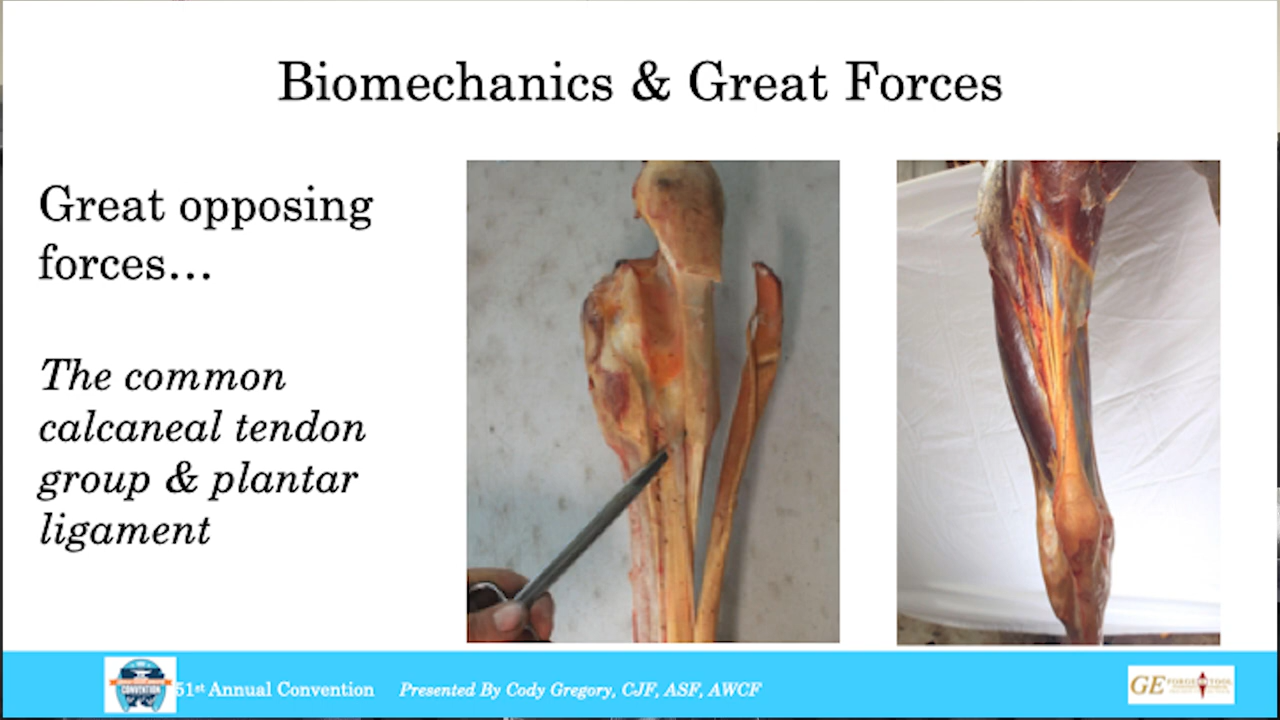 Biomechanics & Great Forces
Great opposing
forces...
The common
calcaneal tendon
group & plantar
ligament
CONVENTION
51st Annual Convention
Presented By Cody Gregory, CJF, ASF, AWCF
GE FORGE TOOL